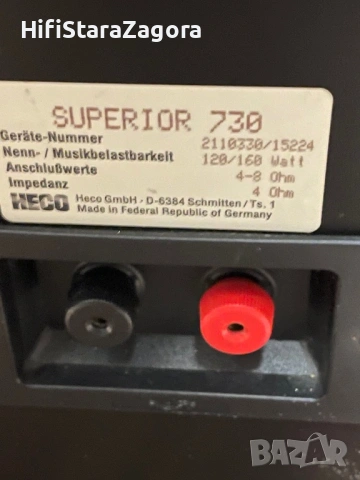 HifiStaraZagora
SUPERIOR 730
Geräte-Nummer 2110330/15224
Nenn- / Musikbelastbarkeit 120/160 Watt
Anschlußwerte 4-8 Ohm
Impedanz 4 Ohm
HECO Heco GmbH · D-6384 Schmitten/Ts. 1
Made in Federal Republic of Germany
BAZAR